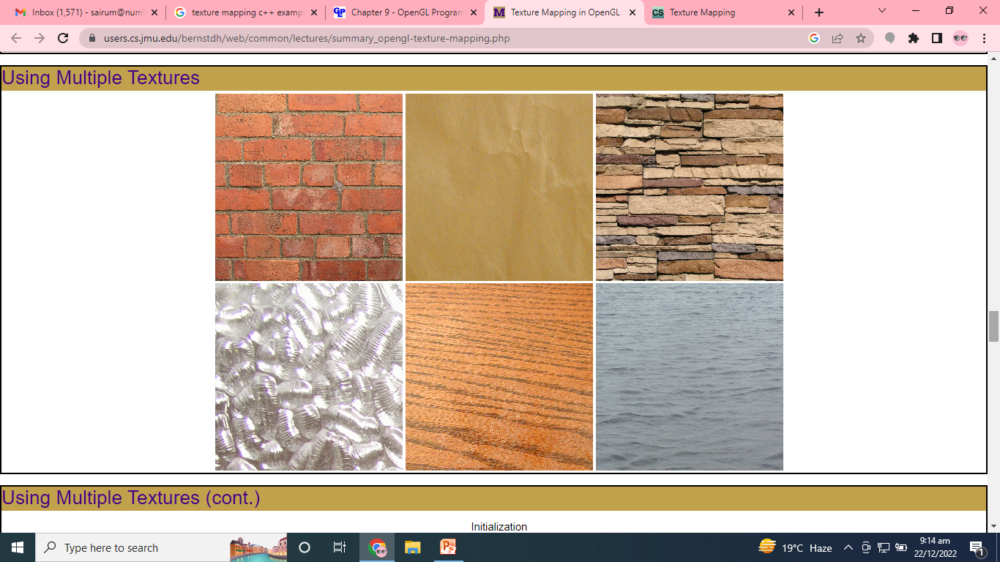 Inbox (1,571) - sairum@num
texture mapping c++ exampl
Chapter 9 - OpenGL Program
Texture Mapping in OpenGL
CS
Texture Mapping
users.cs.jmu.edu/bernstdh/web/common/lectures/summary_opengl-texture-mapping.php
Using Multiple Textures
Using Multiple Textures (cont.)
Initialization
Type here to search
19°C Haze
9:14 am
22/12/2022
1